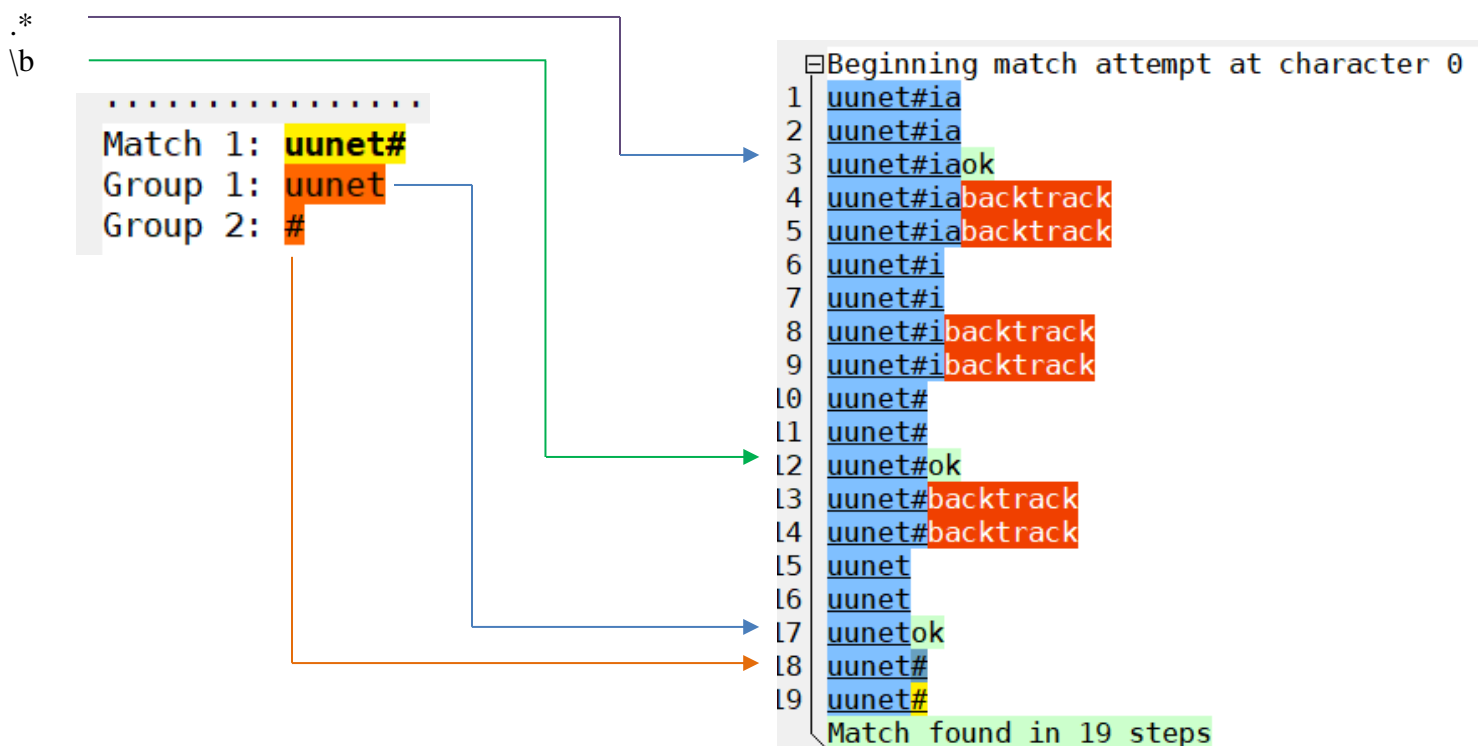 .*
\b
................
Match 1: uunet#
Group 1: uunet
Group 2: #
Beginning match attempt at character 0
1 uunet#ia
2 uunet#ia
3 uunet#iaok
4 uunet#iabacktrack
5 uunet#iabacktrack
6 uunet#i
7 uunet#i
8 uunet#ibacktrack
9 uunet#ibacktrack
10 uunet#
11 uunet#
12 uunet#ok
13 uunet#backtrack
14 uunet#backtrack
15 uunet
16 uunet
17 uunetok
18 uunet#
19 uunet#
Match found in 19 steps